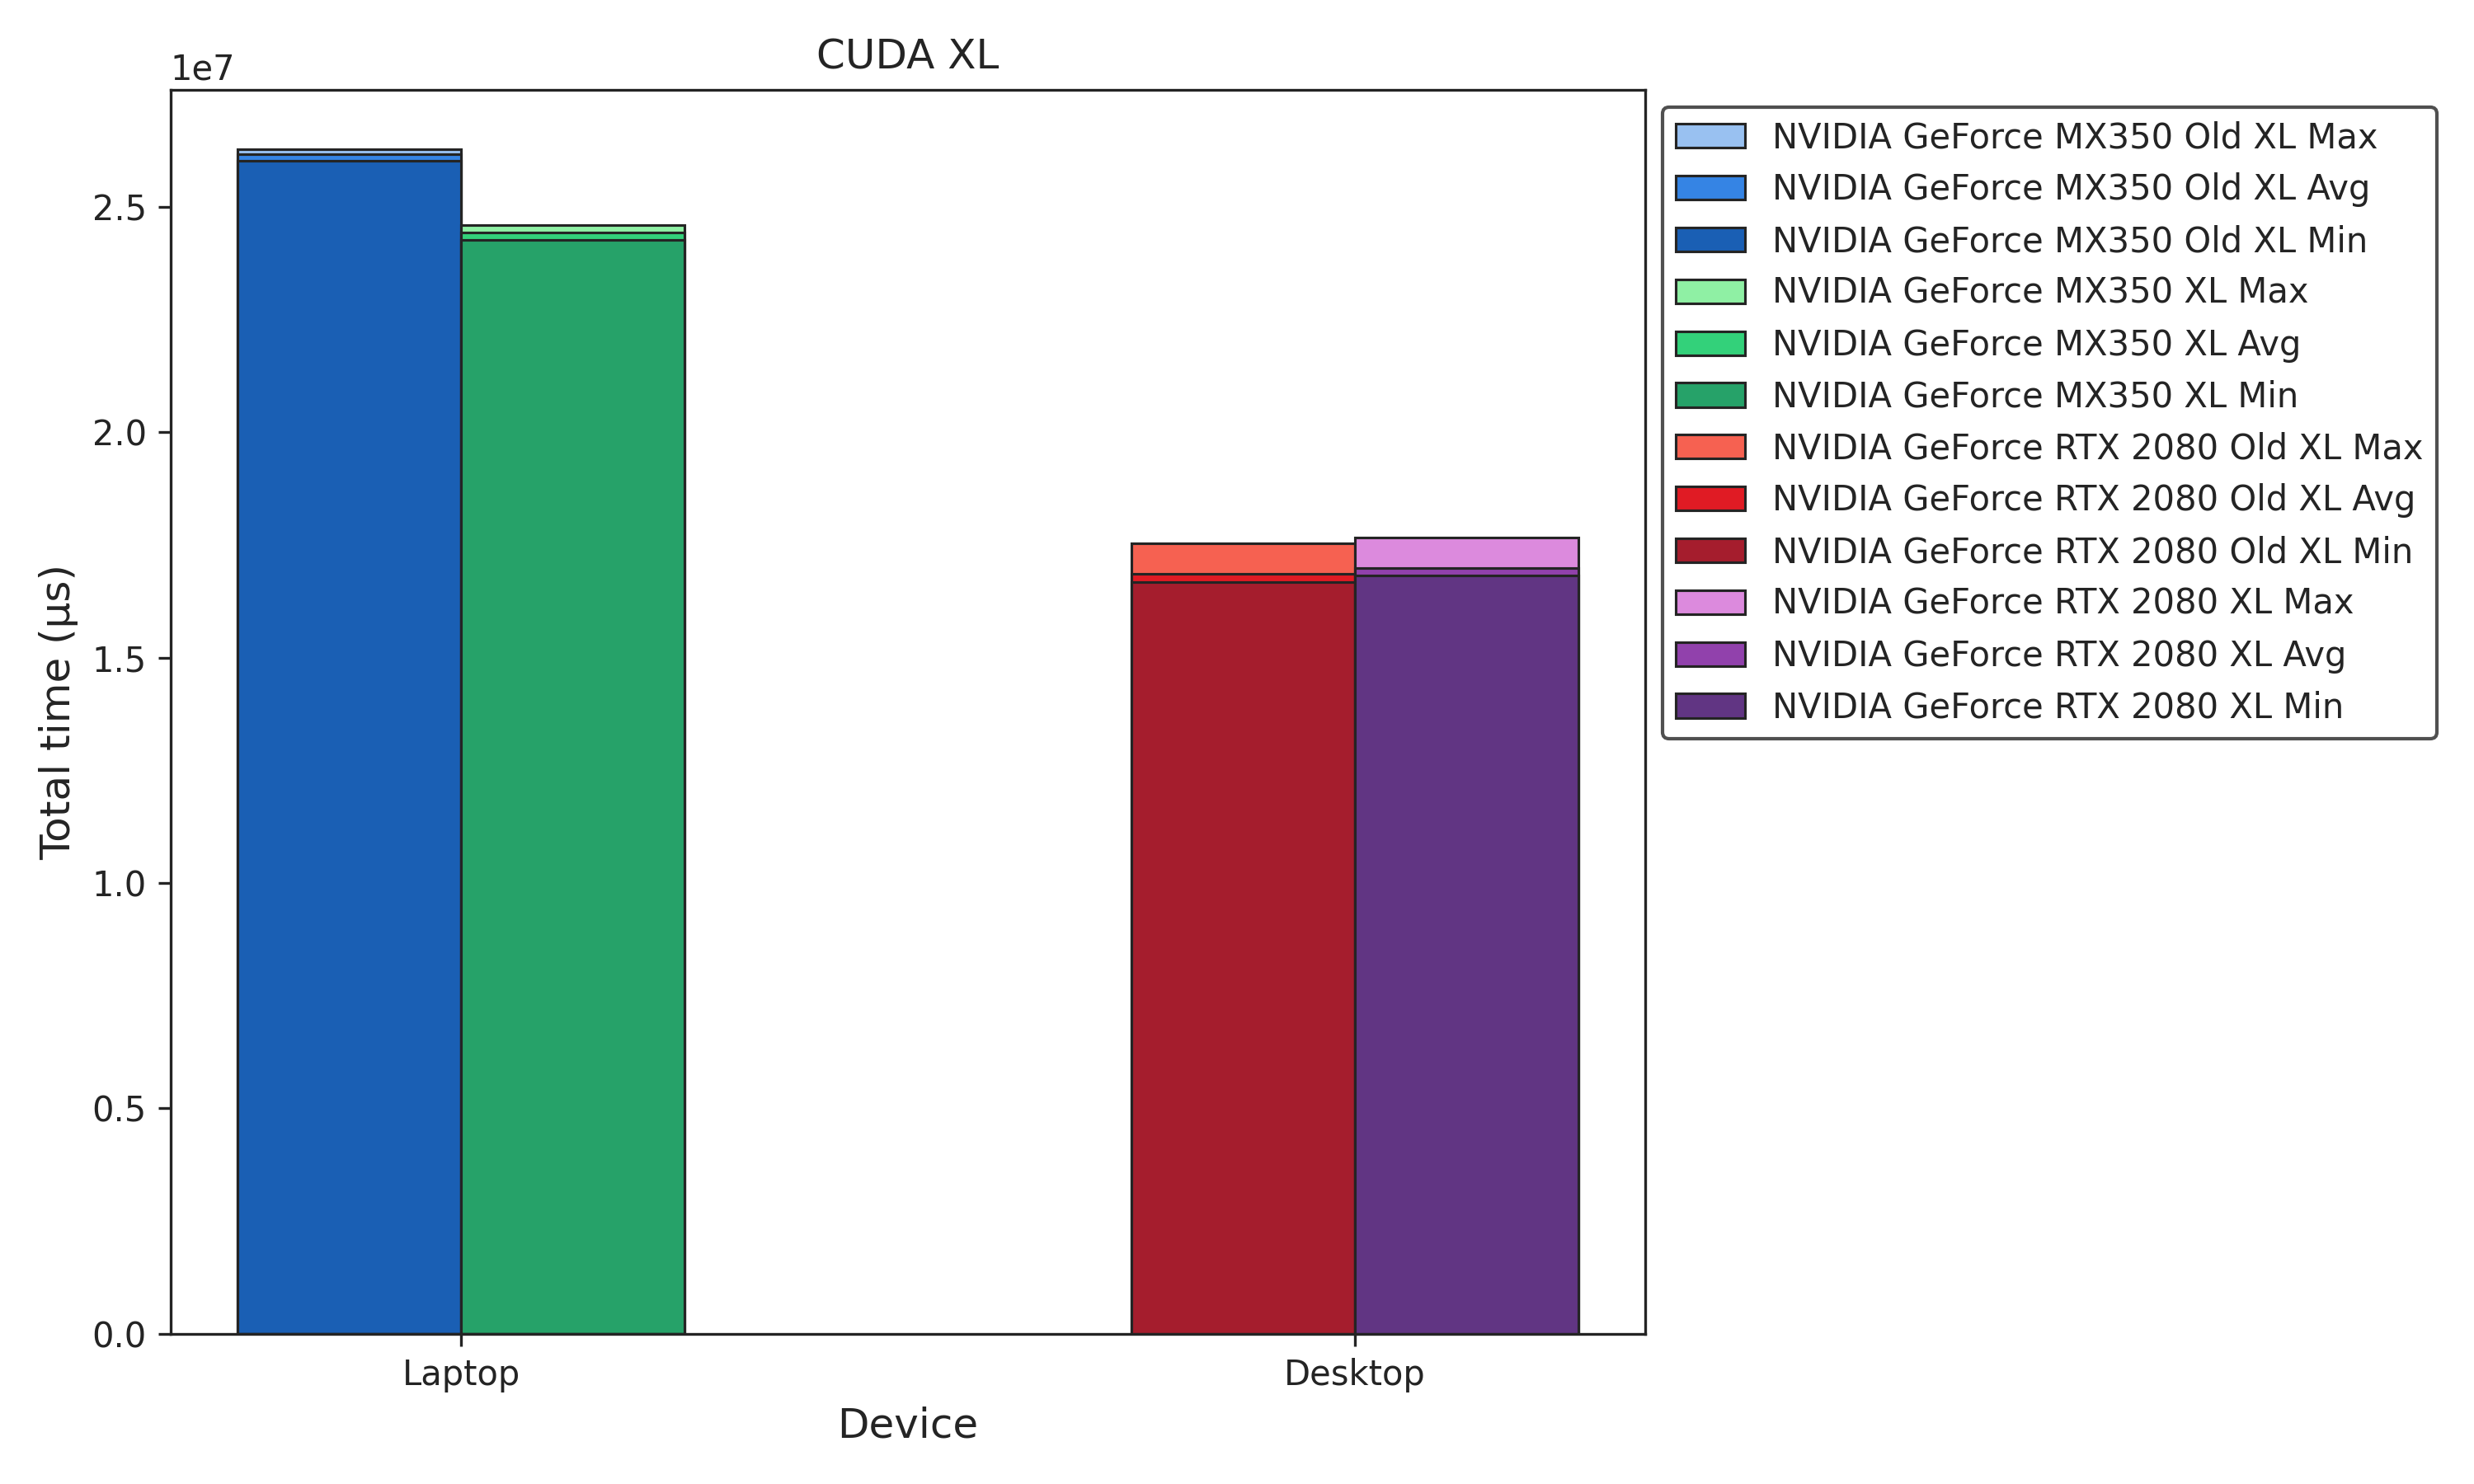 CUDA XL
1e7
2.5
2.0
1.5
1.0
0.5
0.0
Total time (µs)
Laptop
Desktop
Device
NVIDIA GeForce MX350 Old XL Max
NVIDIA GeForce MX350 Old XL Avg
NVIDIA GeForce MX350 Old XL Min
NVIDIA GeForce MX350 XL Max
NVIDIA GeForce MX350 XL Avg
NVIDIA GeForce MX350 XL Min
NVIDIA GeForce RTX 2080 Old XL Max
NVIDIA GeForce RTX 2080 Old XL Avg
NVIDIA GeForce RTX 2080 Old XL Min
NVIDIA GeForce RTX 2080 XL Max
NVIDIA GeForce RTX 2080 XL Avg
NVIDIA GeForce RTX 2080 XL Min